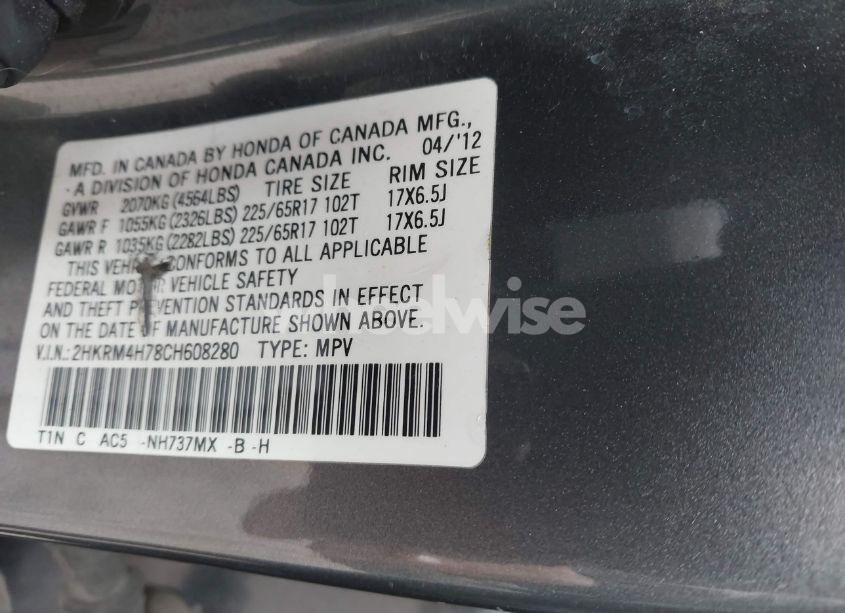 MFD. IN CANADA BY HONDA OF CANADA MFG.,
A DIVISION OF HONDA CANADA INC. 04/'12
GVWR 2070KG (4564LBS) TIRE SIZE RIM SIZE
GAWR F 1055KG (2326LBS) 225/65R17 102T 17X6.5J
GAWR R 1035KG (2282LBS) 225/65R17 102T 17X6.5J
THIS VEHI CONFORMS TO ALL APPLICABLE
FEDERAL MOTOR VEHICLE SAFETY
AND THEFT PREVENTION STANDARDS IN EFFECT
ON THE DATE OF MANUFACTURE SHOWN ABOVE.
V.I.N.: 2HKRM4H78CH608280 TYPE: MPV
T1N C AC5 -NH737MX -B -H